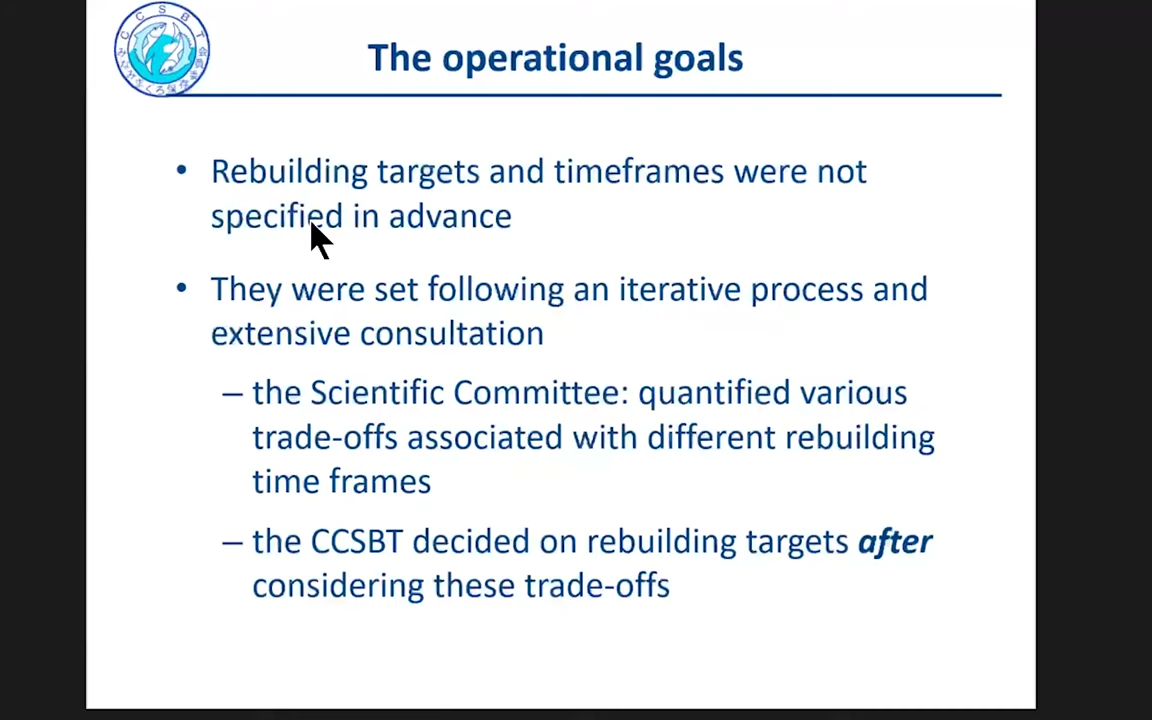 C C S B T
The operational goals
• Rebuilding targets and timeframes were not
specified in advance
• They were set following an iterative process and
extensive consultation
– the Scientific Committee: quantified various
trade-offs associated with different rebuilding
time frames
– the CCSBT decided on rebuilding targets after
considering these trade-offs